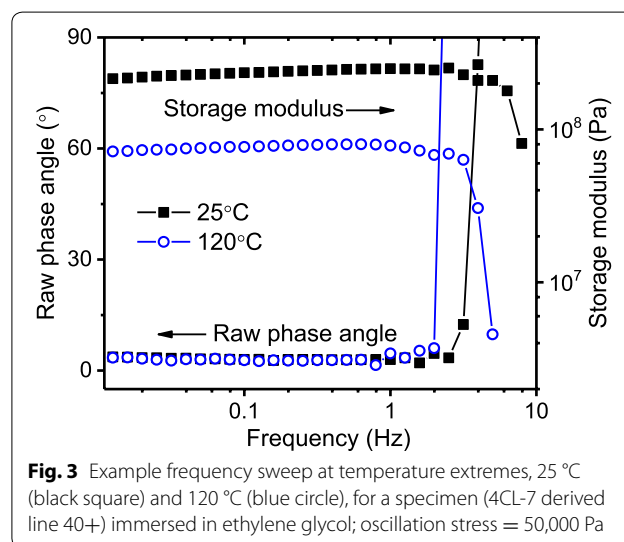 90
60
30
0
Raw phase angle (°)
Storage modulus
25°C
120°C
Raw phase angle
10⁸
10⁷
Storage modulus (Pa)
0.1
1
10
Frequency (Hz)
Fig. 3 Example frequency sweep at temperature extremes, 25 °C
(black square) and 120 °C (blue circle), for a specimen (4CL-7 derived
line 40+) immersed in ethylene glycol; oscillation stress = 50,000 Pa